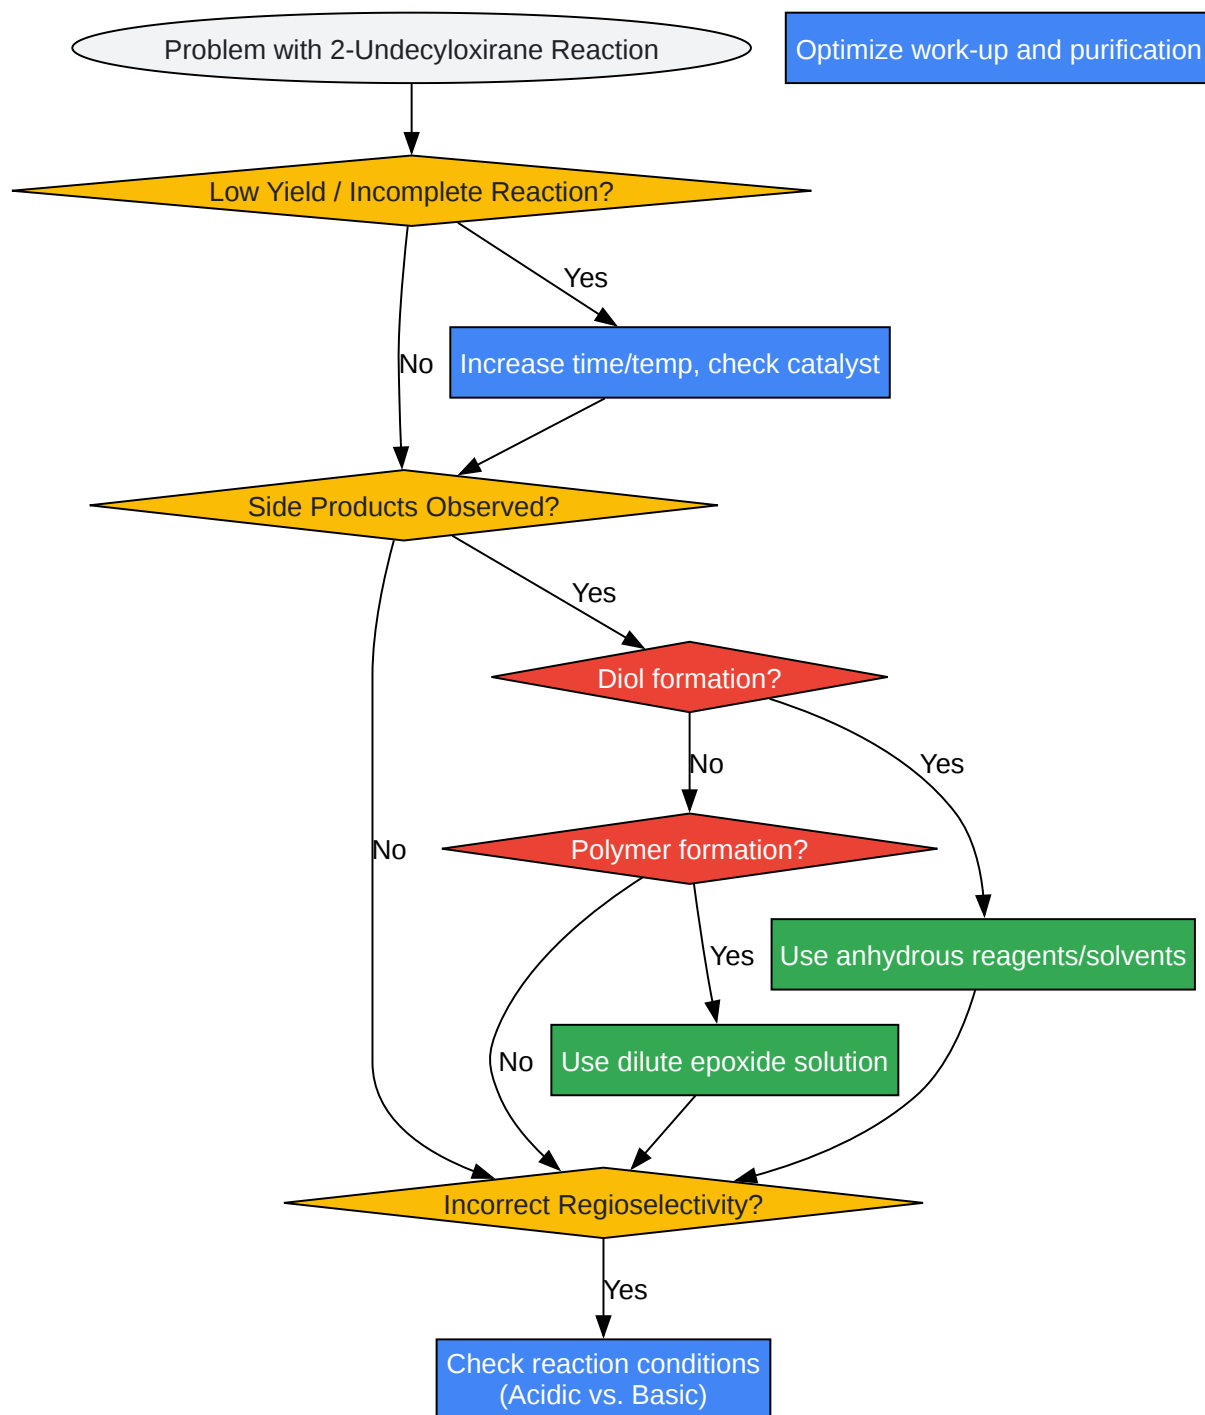 Problem with 2-Undecyloxirane Reaction
Optimize work-up and purification
Low Yield / Incomplete Reaction?
Yes
No
Increase time/temp, check catalyst
Side Products Observed?
Yes
Diol formation?
No
Yes
No
Polymer formation?
Yes
Use anhydrous reagents/solvents
No
Use dilute epoxide solution
Incorrect Regioselectivity?
Yes
Check reaction conditions
(Acidic vs. Basic)